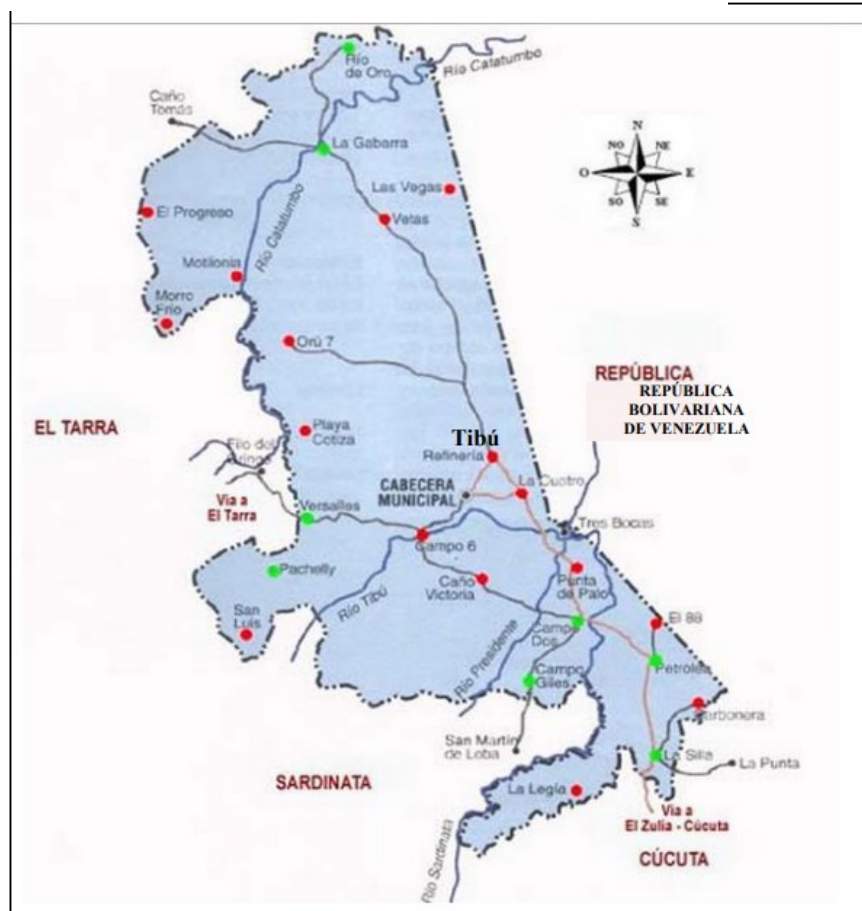 Río
de Oro
Río Catatumbo
Caño
Tomás
La Gabarra
N
NO
NE
O
E
SO
SE
S
Las Vegas
El Progreso
Vetas
Río Catatumbo
Motilonia
Morro
Frío
Orú 7
REPÚBLICA
REPÚBLICA
BOLIVARIANA
DE VENEZUELA
EL TARRA
Playa
Cotiza
Tibú
Refinería
Filo del
La Cuatro
CABECERA
MUNICIPAL
Vía a
El Tarra
Versalles
Tres Bocas
Campo 6
Pachelly
Caño
Victoria
Punta
de Palo
Río Tibú
San
Luis
El 88
Campo
Dos
Río Presidente
Petrolea
Campo
Giles
San Martín
de Loba
La Silla
La Punta
SARDINATA
La Legía
Vía a
El Zulia - Cúcuta
Río Sardinata
CÚCUTA